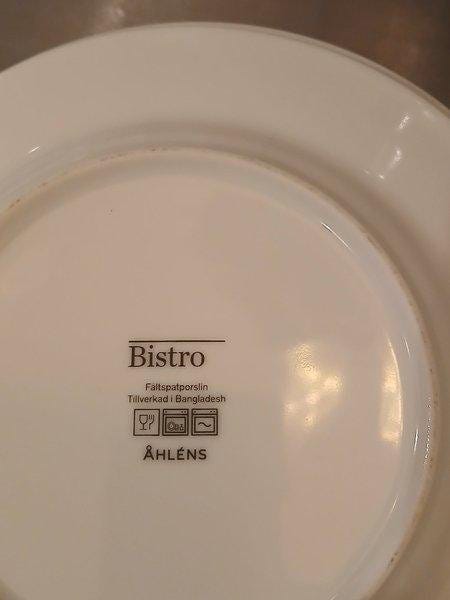 Bistro
Fältspatporslin
Tillverkad i Bangladesh
ÅHLÉNS